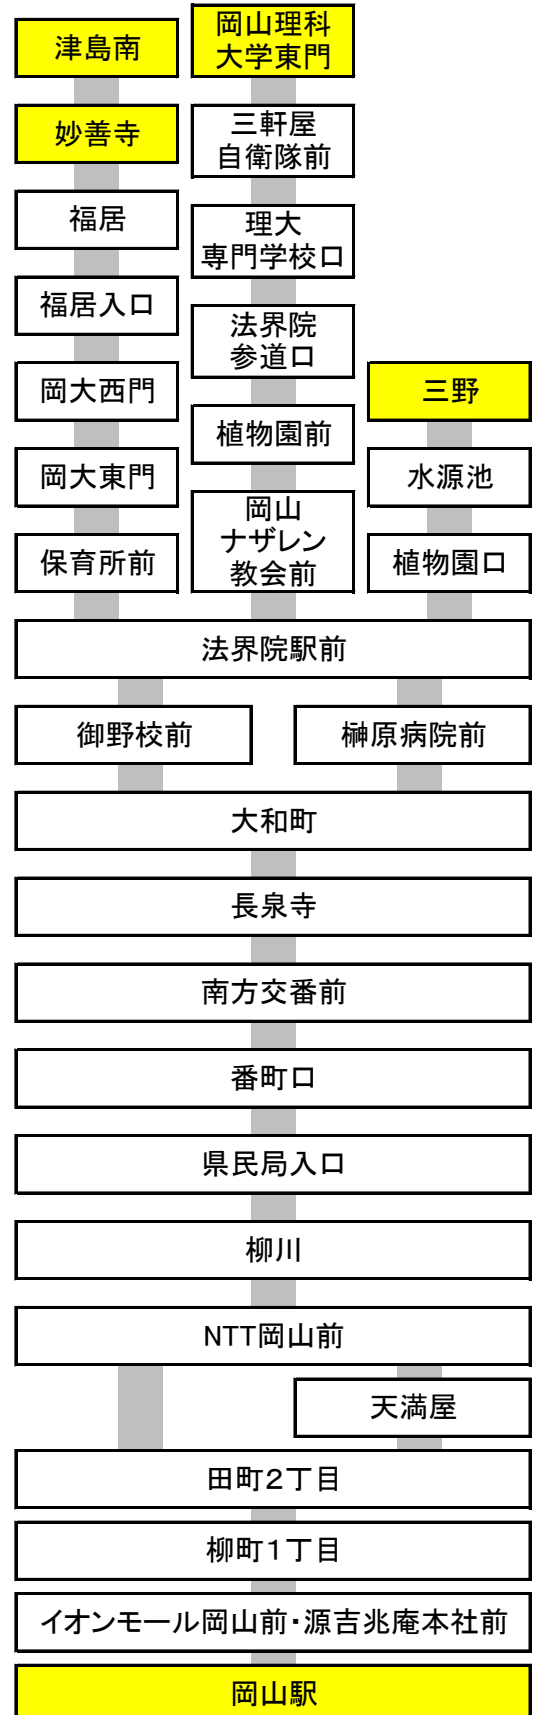 津島南
岡山理科
大学東門
妙善寺
三軒屋
自衛隊前
福居
理大
専門学校口
福居入口
法界院
参道口
岡大西門
三野
植物園前
岡大東門
水源池
岡山
ナザレン
教会前
保育所前
植物園口
法界院駅前
御野校前
榊原病院前
大和町
長泉寺
南方交番前
番町口
県民局入口
柳川
NTT岡山前
天満屋
田町2丁目
柳町1丁目
イオンモール岡山前・源吉兆庵本社前
岡山駅